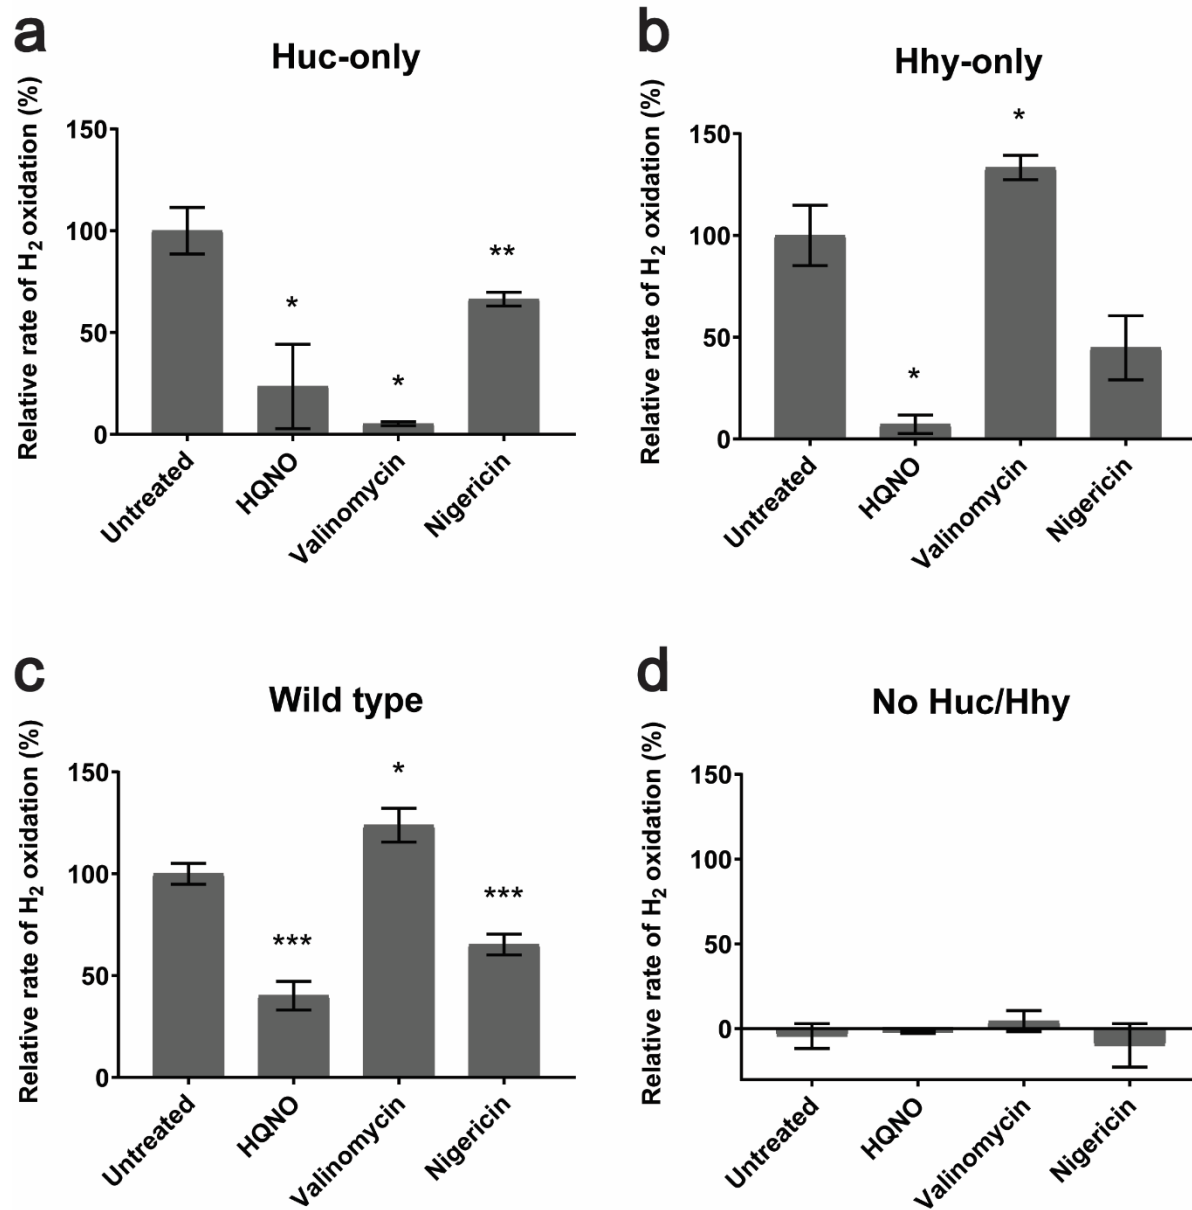 a
Huc-only
Relative rate of H2 oxidation (%)
150
100
50
0
*
*
**
Untreated
HQNO
Valinomycin
Nigericin
b
Hhy-only
Relative rate of H2 oxidation (%)
150
100
50
0
*
*
Untreated
HQNO
Valinomycin
Nigericin
c
Wild type
Relative rate of H2 oxidation (%)
150
100
50
0
***
*
***
Untreated
HQNO
Valinomycin
Nigericin
d
No Huc/Hhy
Relative rate of H2 oxidation (%)
150
100
50
0
Untreated
HQNO
Valinomycin
Nigericin